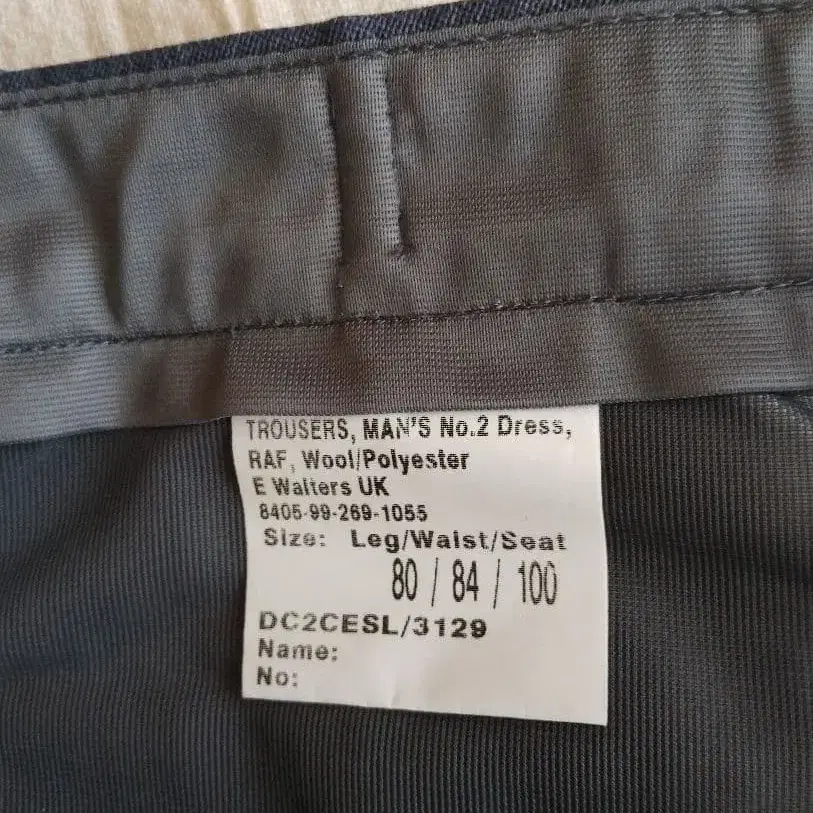 TROUSERS, MAN'S No.2 Dress,
RAF, Wool/Polyester
E Walters UK
8405-99-269-1055
Size: Leg/Waist/Seat
80 / 84 / 100
DC2CESL/3129
Name:
No: